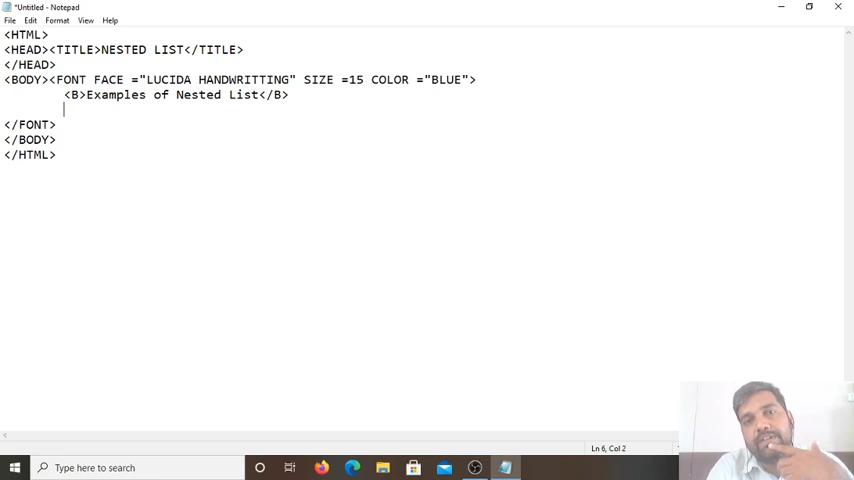 *Untitled - Notepad
File Edit Format View Help
<HTML>
<HEAD><TITLE>NESTED LIST</TITLE>
</HEAD>
<BODY><FONT FACE ="LUCIDA HANDWRITTING" SIZE =15 COLOR ="BLUE">
<B>Examples of Nested List</B>
</FONT>
</BODY>
</HTML>
Ln 6, Col 2
Type here to search